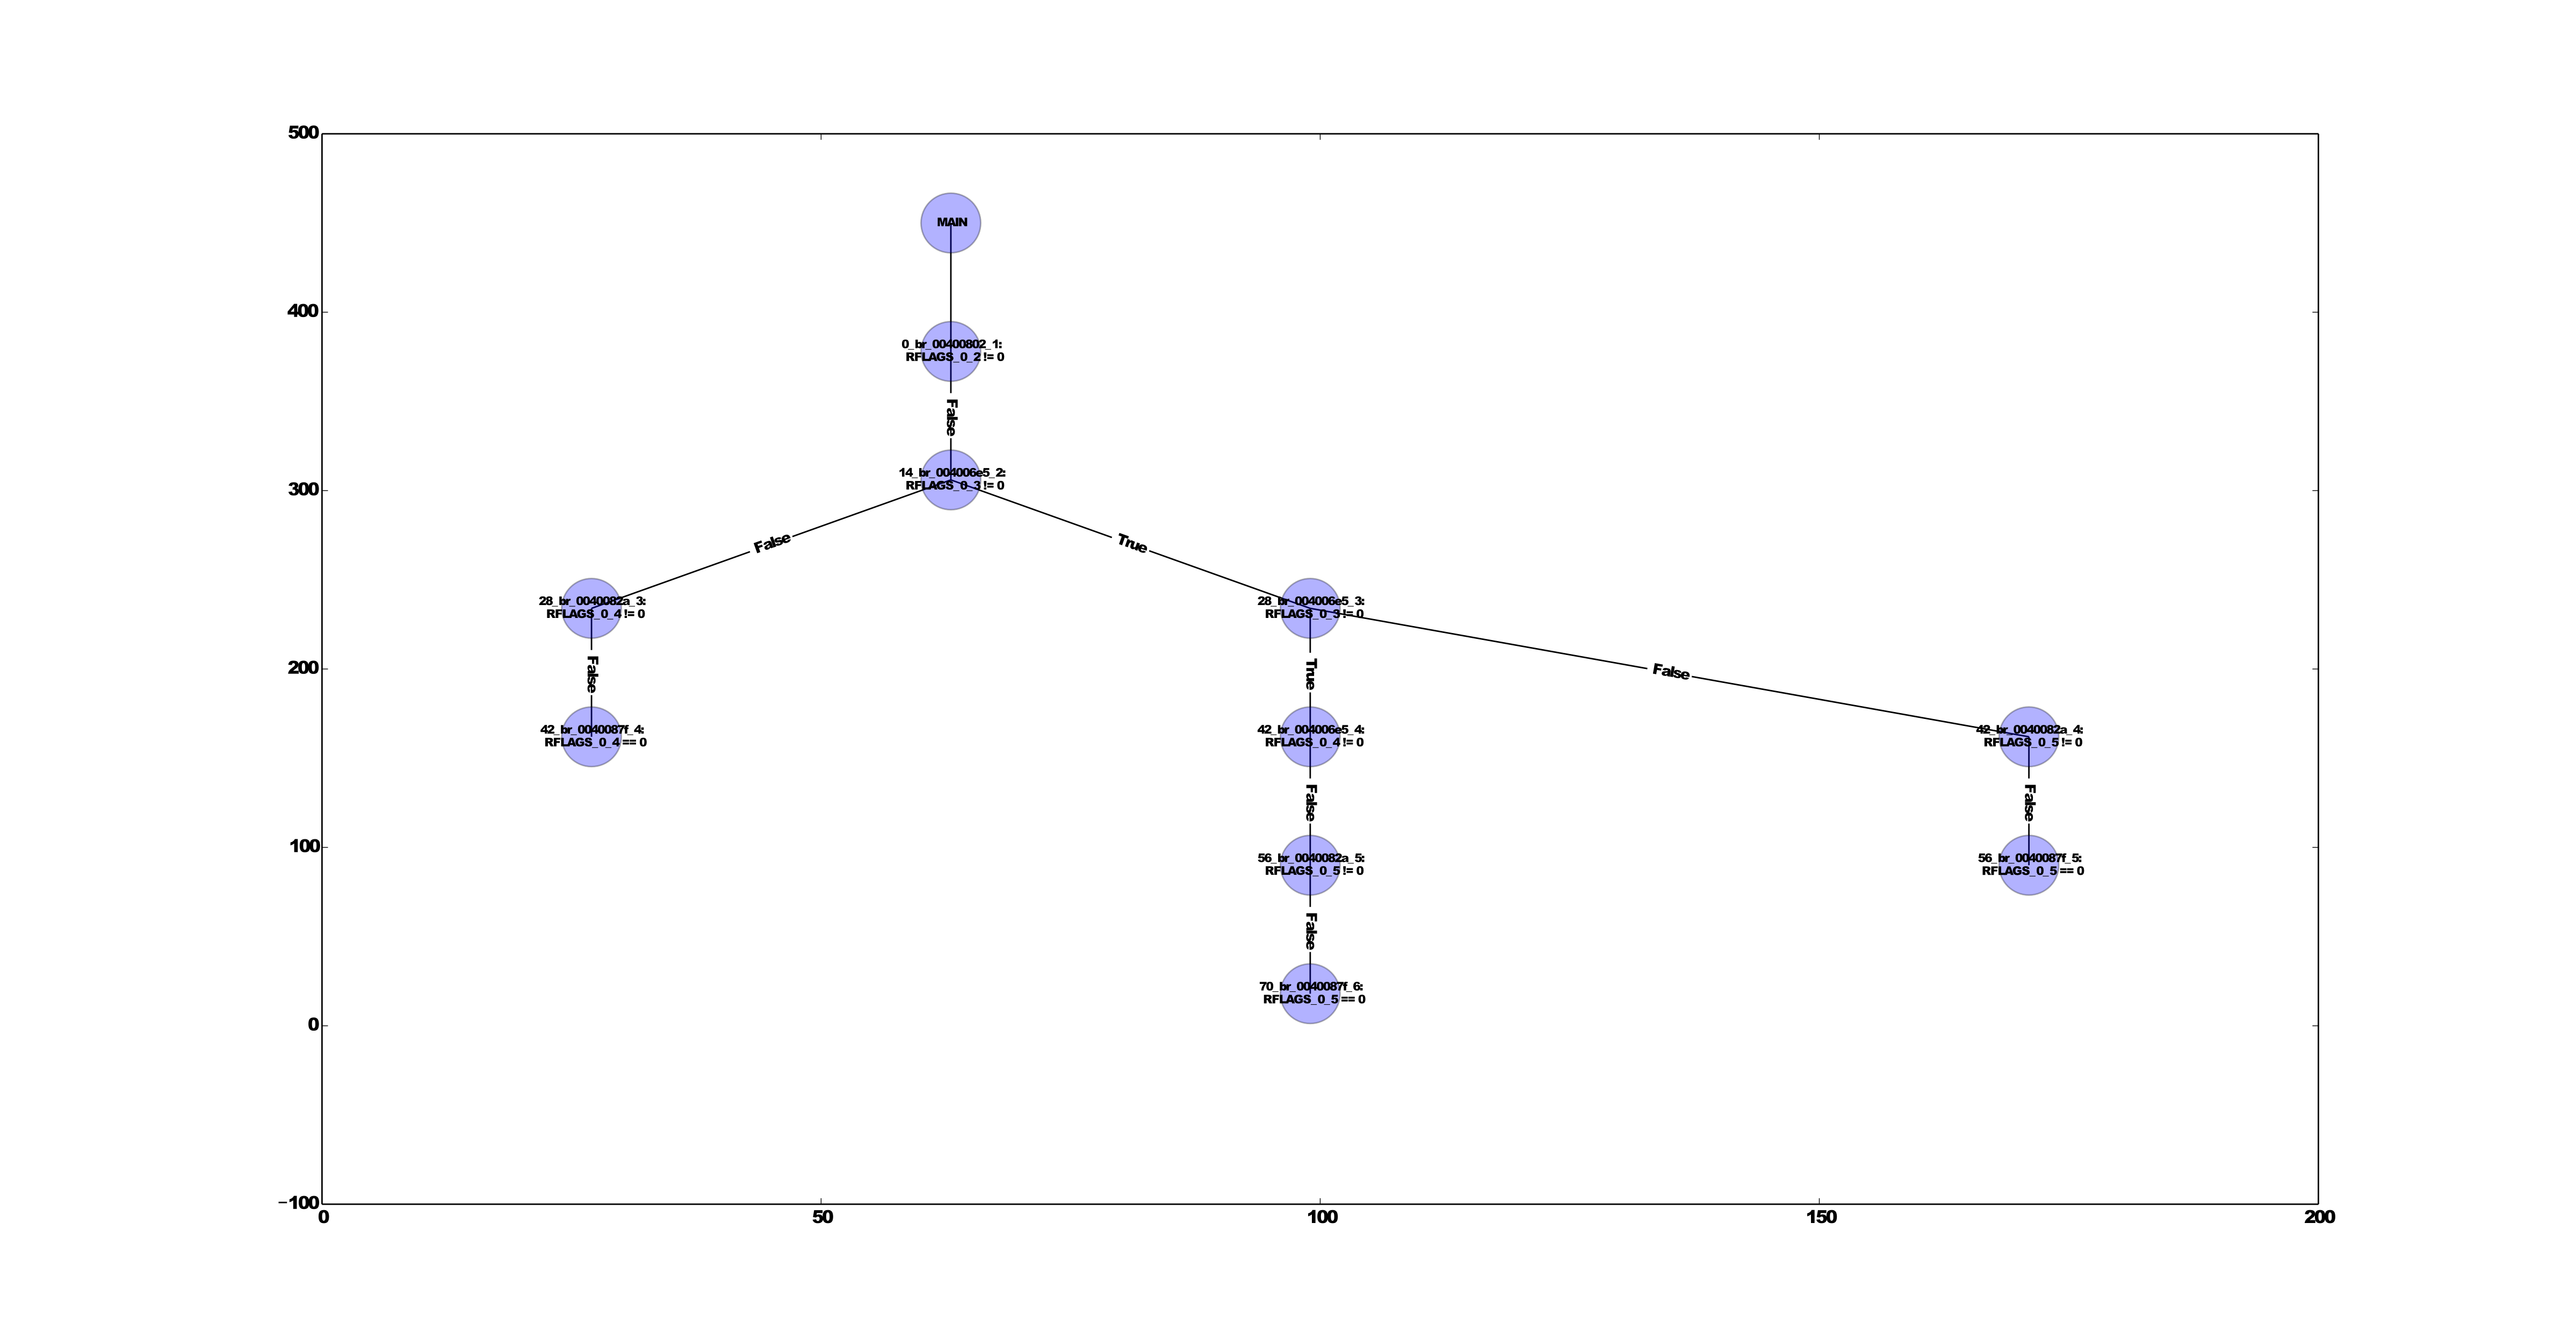 500
MAIN
400
0_br_00400802_1:
RFLAGS_0_2 != 0
False
14_br_004006e5_2:
RFLAGS_0_3 != 0
300
False
True
28_br_0040082a_3:
RFLAGS_0_4 != 0
28_br_004006e5_3:
RFLAGS_0_3 != 0
200
False
True
False
42_br_0040087f_4:
RFLAGS_0_4 == 0
42_br_004006e5_4:
RFLAGS_0_4 != 0
42_br_0040082a_4:
RFLAGS_0_5 != 0
False
False
100
56_br_0040082a_5:
RFLAGS_0_5 != 0
56_br_0040087f_5:
RFLAGS_0_5 == 0
False
70_br_0040087f_6:
RFLAGS_0_5 == 0
0
−100
0 50 100 150 200